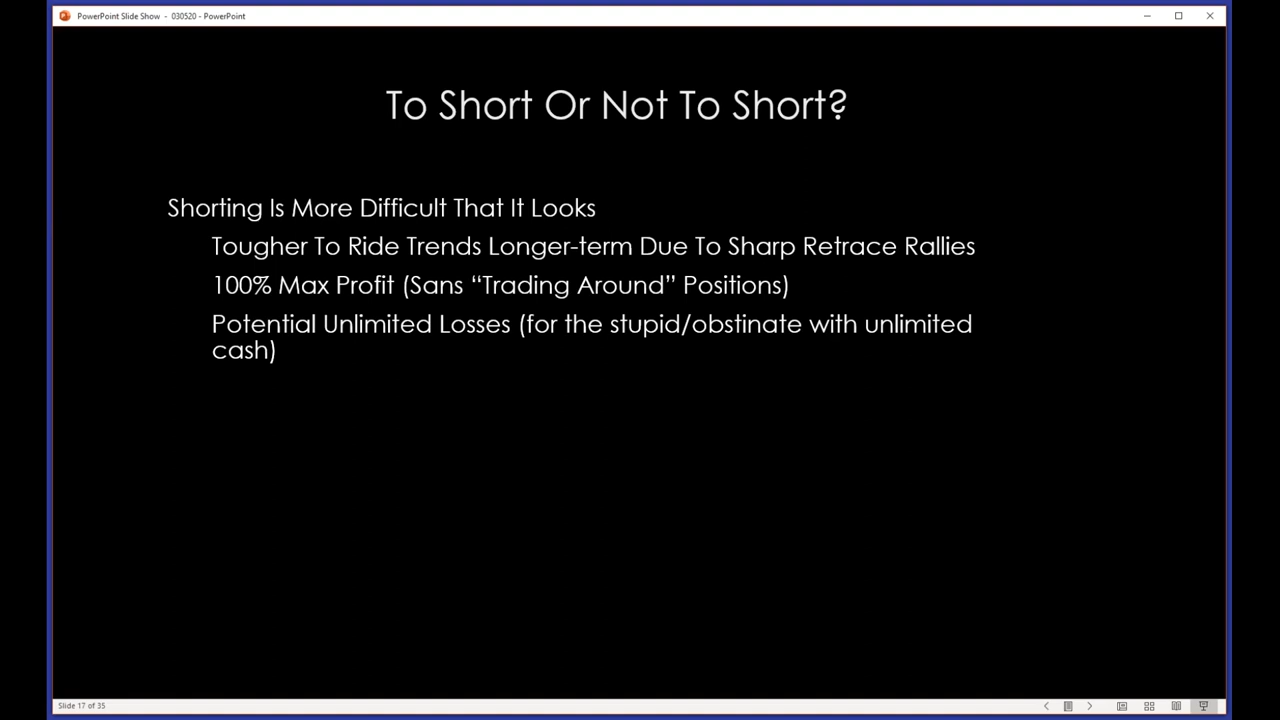 PowerPoint Slide Show - 030520 - PowerPoint
To Short Or Not To Short?
Shorting Is More Difficult That It Looks
Tougher To Ride Trends Longer-term Due To Sharp Retrace Rallies
100% Max Profit (Sans “Trading Around” Positions)
Potential Unlimited Losses (for the stupid/obstinate with unlimited
cash)
Slide 17 of 35